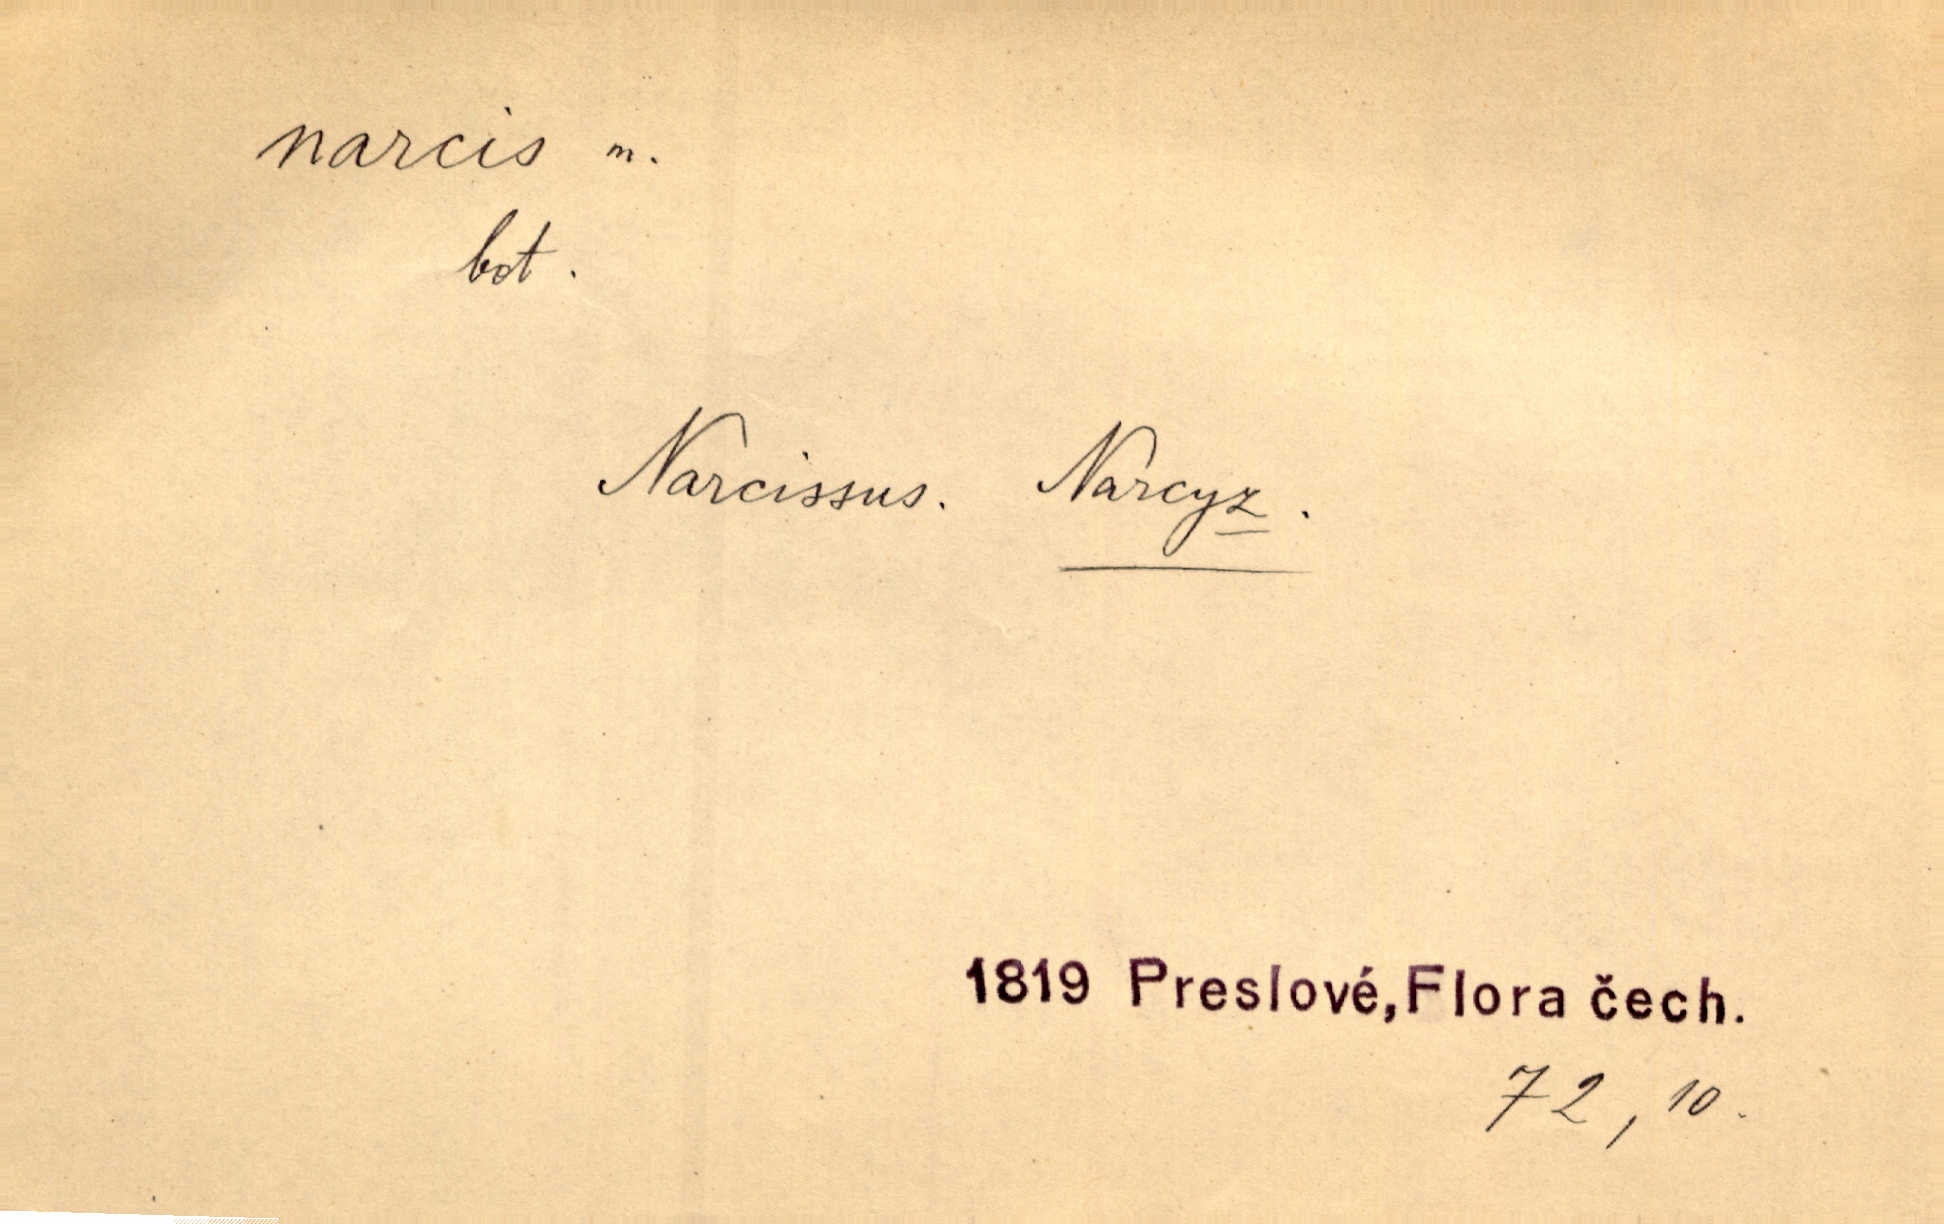 narcis m.
bot.
Narcissus. Narcyz.
1819 Preslové, Flora čech.
72, 10.